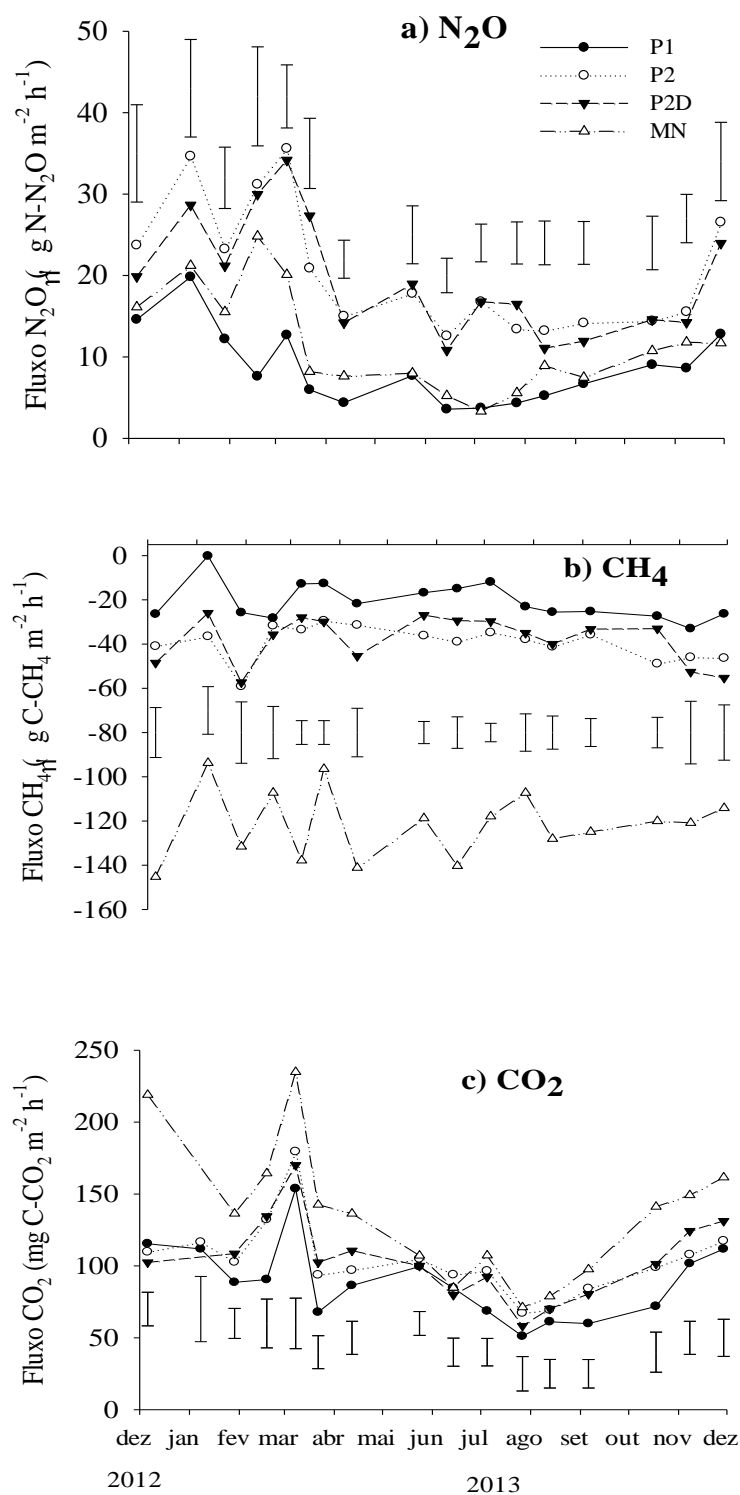 a) N₂O
P1
P2
P2D
MN
Fluxo N₂O (η g N-N₂O m⁻² h⁻¹)
50
40
30
20
10
0
b) CH₄
Fluxo CH₄ (η g C-CH₄ m⁻² h⁻¹)
0
-20
-40
-60
-80
-100
-120
-140
-160
c) CO₂
Fluxo CO₂ (mg C-CO₂ m⁻² h⁻¹)
250
200
150
100
50
0
dez jan fev mar abr mai jun jul ago set out nov dez
2012 2013